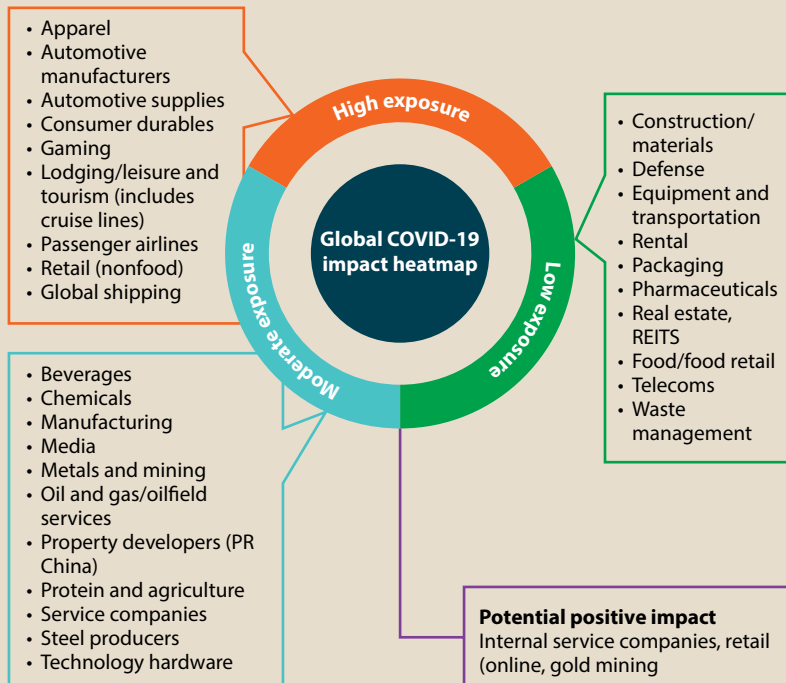 • Apparel
• Automotive
manufacturers
• Automotive supplies
• Consumer durables
• Gaming
• Lodging/leisure and
tourism (includes
cruise lines)
• Passenger airlines
• Retail (nonfood)
• Global shipping
High exposure
Global COVID-19
impact heatmap
Moderate exposure
Low exposure
• Construction/
materials
• Defense
• Equipment and
transportation
• Rental
• Packaging
• Pharmaceuticals
• Real estate,
REITS
• Food/food retail
• Telecoms
• Waste
management
• Beverages
• Chemicals
• Manufacturing
• Media
• Metals and mining
• Oil and gas/oilfield
services
• Property developers (PR
China)
• Protein and agriculture
• Service companies
• Steel producers
• Technology hardware
Potential positive impact
Internal service companies, retail
(online, gold mining